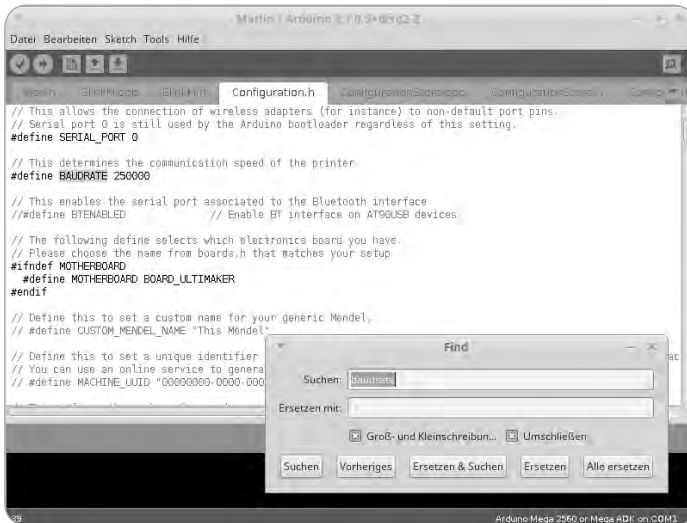 Marlin | Arduino
Datei Bearbeiten Sketch Tools Hilfe
Configuration.h
// This allows the connection of wireless adapters (for instance) to non-default port pins.
// Serial port 0 is still used by the Arduino bootloader regardless of this setting.
#define SERIAL_PORT 0
// This determines the communication speed of the printer
#define BAUDRATE 250000
// This enables the serial port associated to the Bluetooth interface
//#define BTENABLED // Enable BT interface on AT90USB devices
// The following define selects which electronics board you have.
// Please choose the name from boards.h that matches your setup
#ifndef MOTHERBOARD
#define MOTHERBOARD BOARD_ULTIMAKER
#endif
// Define this to set a custom name for your generic Mendel,
// #define CUSTOM_MENDEL_NAME "This Mendel"
// Define this to set a unique identifier
// You can use an online service to genera
// #define MACHINE_UUID "00000000-0000-000
Find
Suchen: baudrate
Ersetzen mit:
Groß- und Kleinschreibun... Umschließen
Suchen Vorheriges Ersetzen & Suchen Ersetzen Alle ersetzen
39 Arduino Mega 2560 or Mega ADK on COM1